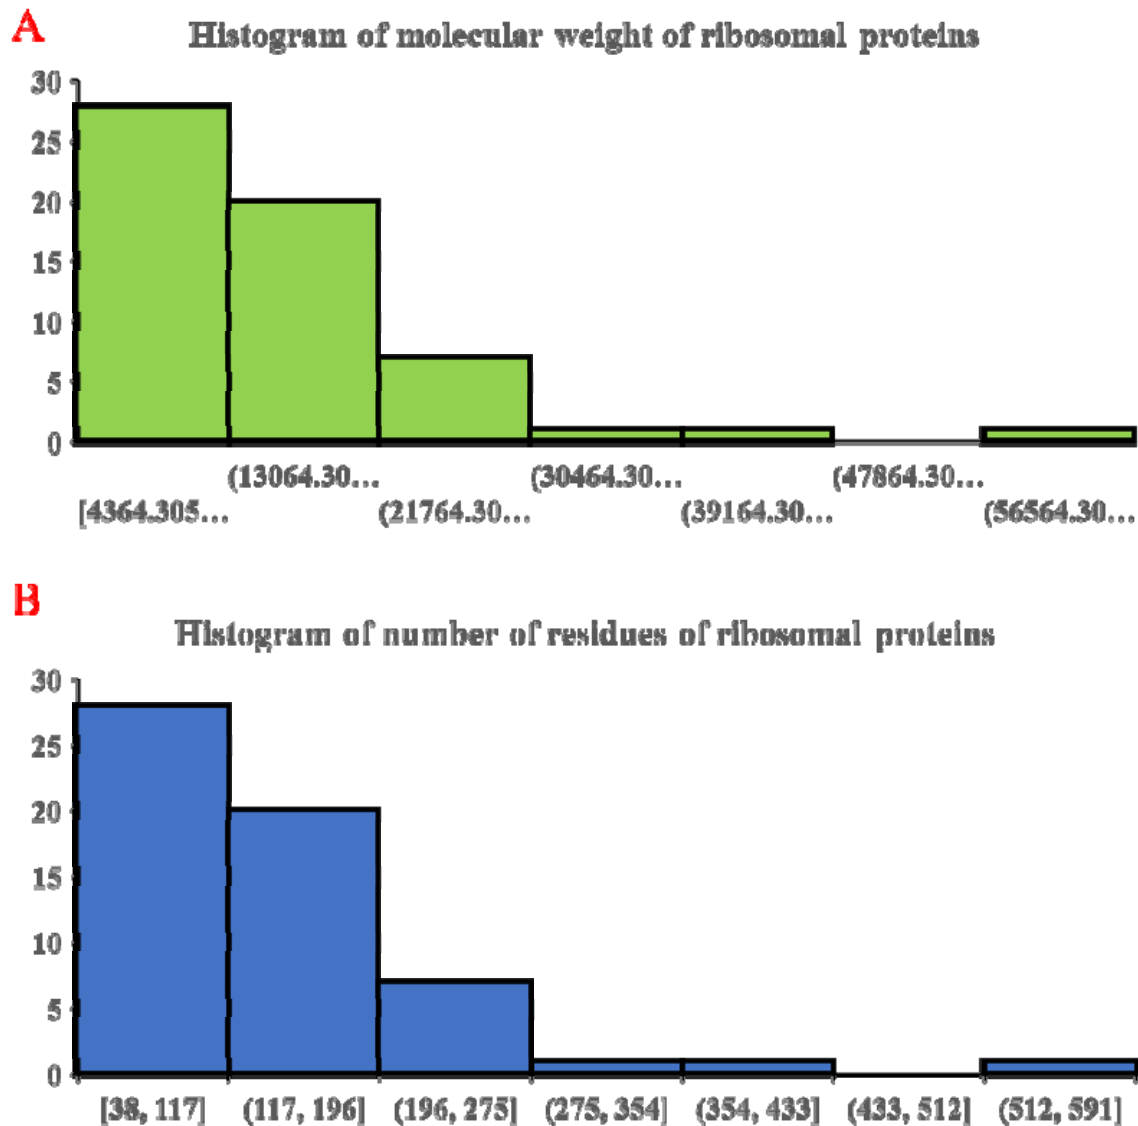 A
Histogram of molecular weight of ribosomal proteins
30
25
20
15
10
5
0
(13064.30… (30464.30… (47864.30…
[4364.305… (21764.30… (39164.30… (56564.30…
B
Histogram of number of residues of ribosomal proteins
30
25
20
15
10
5
0
[38, 117] (117, 196] (196, 275] (275, 354] (354, 433] (433, 512] (512, 591]